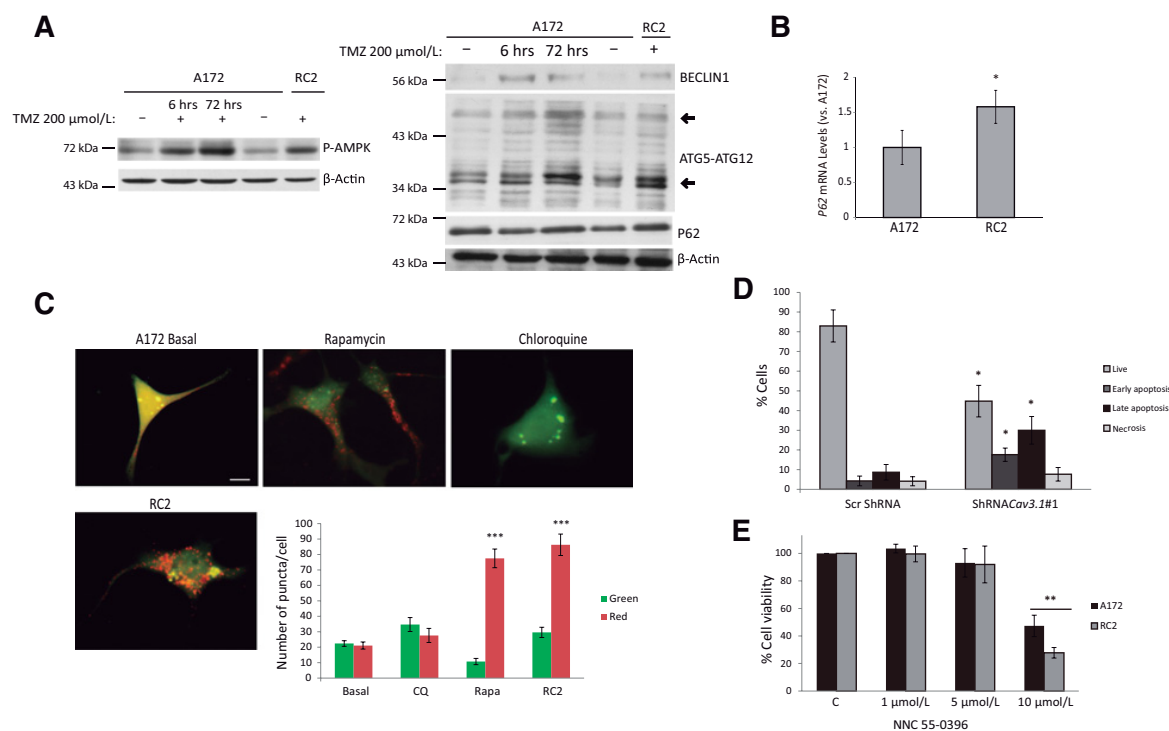 A
A172
RC2
6 hrs
72 hrs
TMZ 200 μmol/L:
–
+
+
–
+
72 kDa
P-AMPK
43 kDa
β-Actin
A172
RC2
TMZ 200 μmol/L:
–
6 hrs
72 hrs
–
+
56 kDa
BECLIN1
43 kDa
ATG5-ATG12
34 kDa
72 kDa
P62
43 kDa
β-Actin
B
P62 mRNA Levels (vs. A172)
2
1.5
1
0.5
0
*
A172
RC2
C
A172 Basal
Rapamycin
Chloroquine
RC2
Number of puncta/cell
100
90
80
70
60
50
40
30
20
10
0
***
***
Green
Red
Basal
CQ
Rapa
RC2
D
% Cells
100
90
80
70
60
50
40
30
20
10
0
*
*
*
Live
Early apoptosis
Late apoptosis
Necrosis
Scr ShRNA
ShRNACav3.1#1
E
% Cell viability
120
100
80
60
40
20
0
**
A172
RC2
C
1 μmol/L
5 μmol/L
10 μmol/L
NNC 55-0396